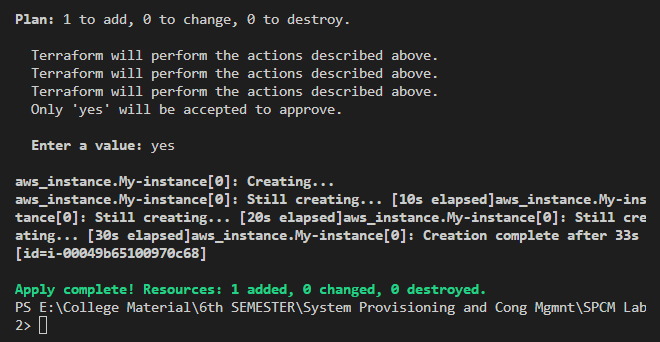 Plan: 1 to add, 0 to change, 0 to destroy.
Terraform will perform the actions described above.
Terraform will perform the actions described above.
Terraform will perform the actions described above.
Only 'yes' will be accepted to approve.
Enter a value: yes
aws_instance.My-instance[0]: Creating...
aws_instance.My-instance[0]: Still creating... [10s elapsed]aws_instance.My-ins
tance[0]: Still creating... [20s elapsed]aws_instance.My-instance[0]: Still cre
ating... [30s elapsed]aws_instance.My-instance[0]: Creation complete after 33s
[id=i-00049b65100970c68]
Apply complete! Resources: 1 added, 0 changed, 0 destroyed.
PS E:\College Material\6th SEMESTER\System Provisioning and Cong Mgmnt\SPCM Lab
2>